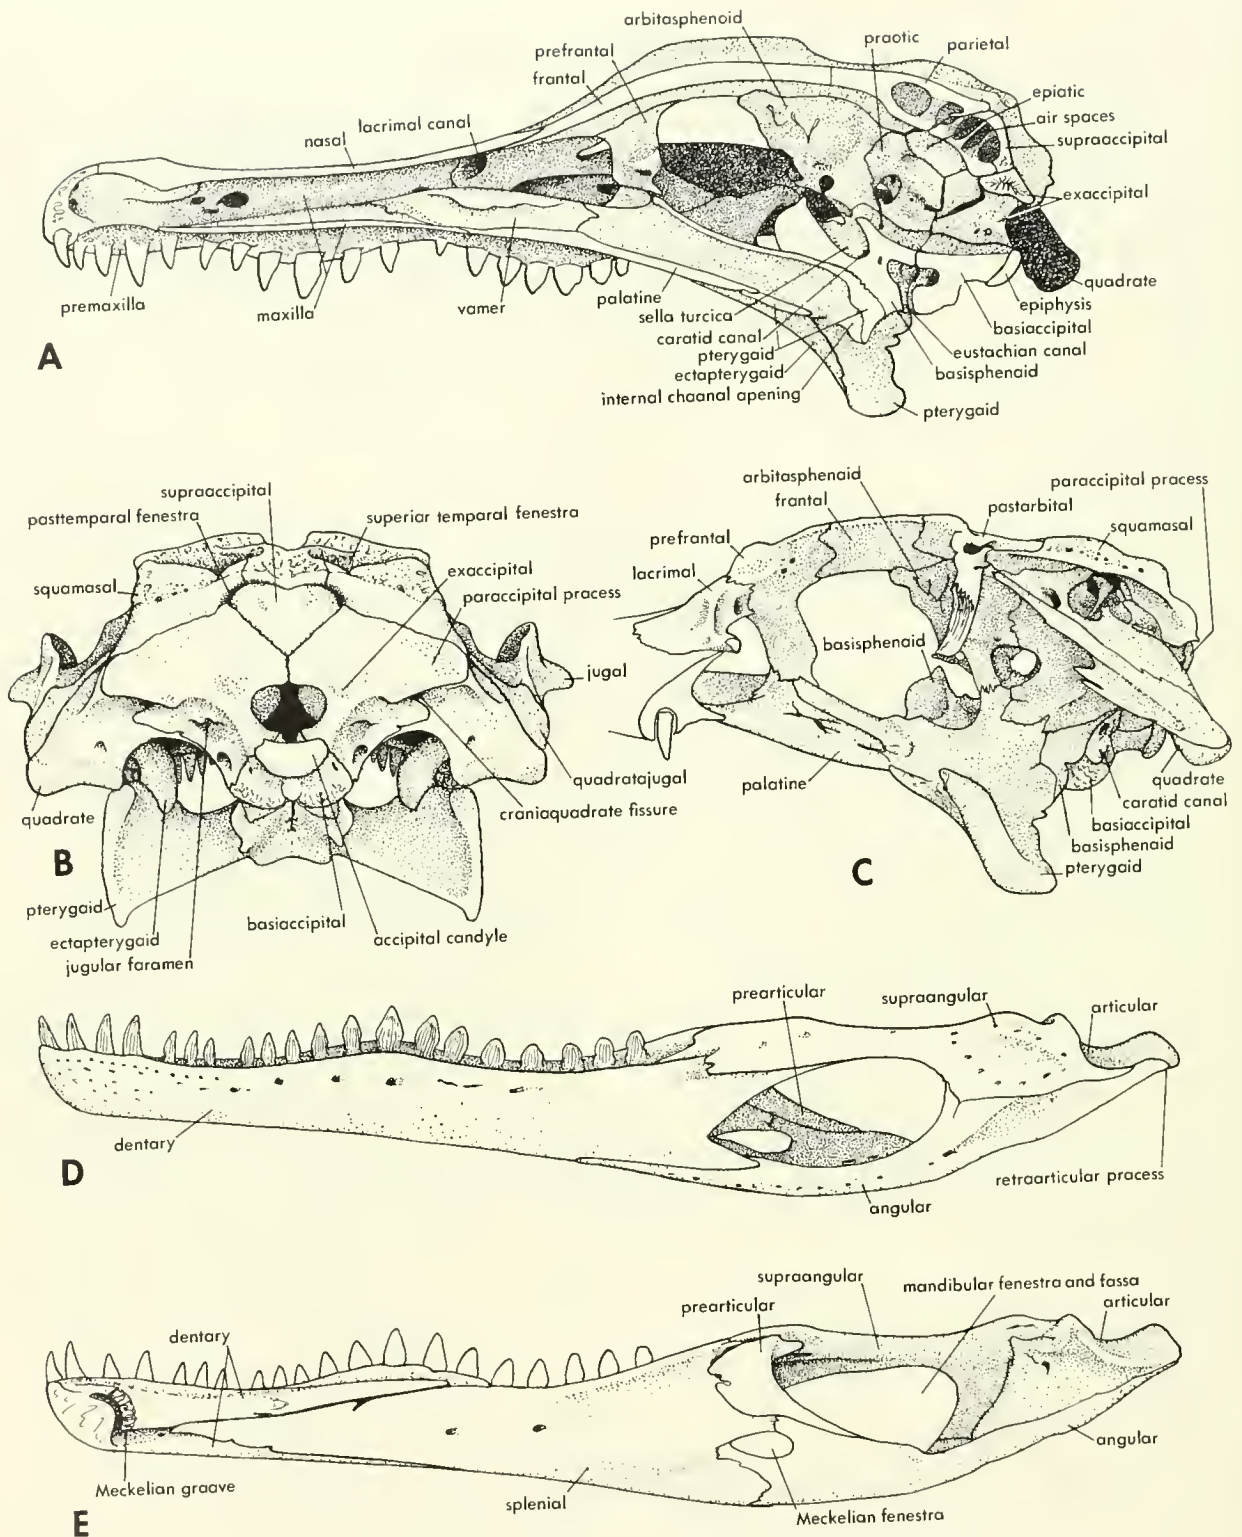 arbitasphenoid
prefrantal
praotic
parietal
frantal
epiatic
lacrimal canal
air spaces
nasal
supraaccipital
exaccipital
premaxilla
maxilla
vamer
palatine
quadrate
sella turcica
epiphysis
caratid canal
basiaccipital
pterygaid
eustachian canal
ectapterygaid
basisphenaid
internal chaanal apening
pterygaid
A
supraaccipital
pasttemparal fenestra
superiar temparal fenestra
squamasal
exaccipital
paraccipital process
jugal
quadratajugal
quadrate
craniaquadrate fissure
B
pterygaid
basiaccipital
ectapterygaid
accipital candyle
jugular faramen
arbitasphenaid
paraccipital pracess
frantal
pastarbital
prefrantal
squamasal
lacrimal
basisphenaid
palatine
quadrate
caratid canal
basiaccipital
basisphenaid
C
pterygaid
prearticular
supraangular
articular
dentary
D
retraarticular pracess
angular
supraangular
mandibular fenestra and fassa
prearticular
articular
dentary
angular
Meckelian graave
splenial
Meckelian fenestra
E